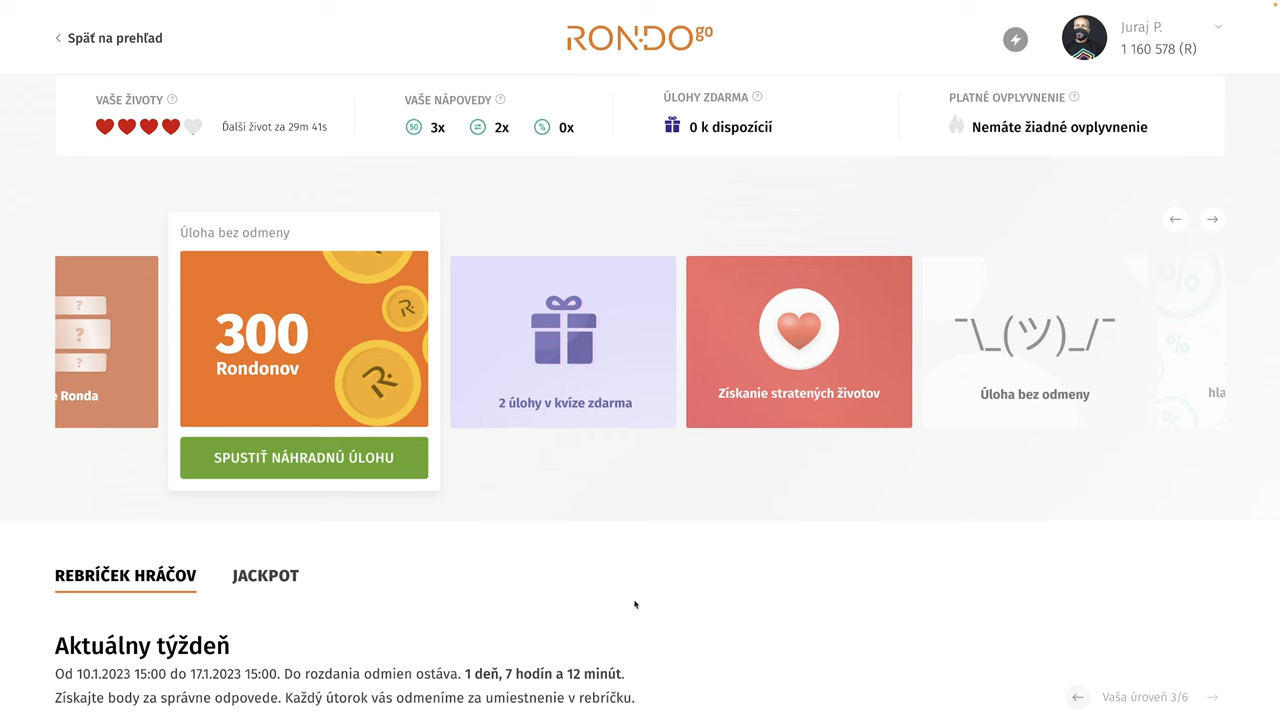 Späť na prehľad
RONDO go
Juraj P.
1 160 578 (R)
VAŠE ŽIVOTY ?
Ďalší život za 29m 41s
VAŠE NÁPOVEDY ?
50 3x 2x % 0x
ÚLOHY ZDARMA ?
0 k dispozícií
PLATNÉ OVPLYVNENIE ?
Nemáte žiadné ovplyvnenie
Úloha bez odmeny
300
Rondonov
SPUSTIŤ NÁHRADNÚ ÚLOHU
?
?
?
e Ronda
2 úlohy v kvíze zdarma
Získanie stratených životov
¯\_(ツ)_/¯
Úloha bez odmeny
%
%
hla
REBRÍČEK HRÁČOV
JACKPOT
Aktuálny týždeň
Od 10.1.2023 15:00 do 17.1.2023 15:00. Do rozdania odmien ostáva. 1 deň, 7 hodín a 12 minút.
Získajte body za správne odpovede. Každý útorok vás odmeníme za umiestnenie v rebríčku.
Vaša úroveň 3/6